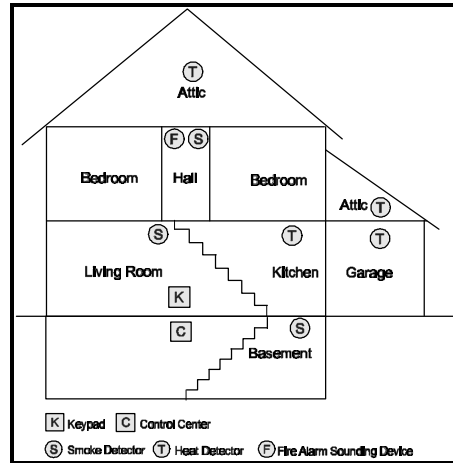 T
Attic
F S
Bedroom Hall Bedroom
Attic T
S T T
Living Room Kitchen Garage
K
C S
Basement
K Keypad C Control Center
S Smoke Detector T Heat Detector F Fire Alarm Sounding Device